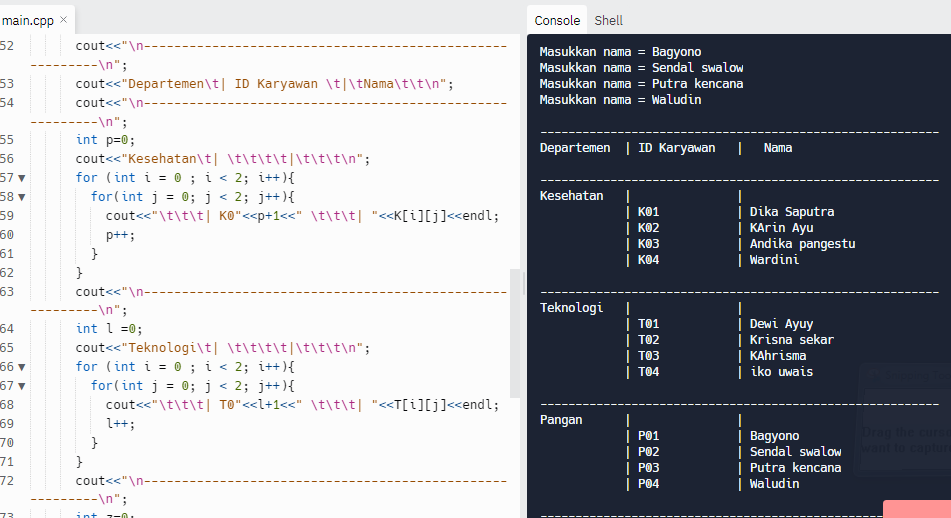 main.cpp ×
52 cout<<"\n------------------------------------------------
---------\n";
53 cout<<"Departemen\t| ID Karyawan \t|\tNama\t\t\n";
54 cout<<"\n------------------------------------------------
---------\n";
55 int p=0;
56 cout<<"Kesehatan\t| \t\t\t\t|\t\t\t\n";
57 for (int i = 0 ; i < 2; i++){
58 for(int j = 0; j < 2; j++){
59 cout<<"\t\t\t| K0"<<p+1<<" \t\t\t| "<<K[i][j]<<endl;
60 p++;
61 }
62 }
63 cout<<"\n------------------------------------------------
---------\n";
64 int l =0;
65 cout<<"Teknologi\t| \t\t\t\t|\t\t\t\n";
66 for (int i = 0 ; i < 2; i++){
67 for(int j = 0; j < 2; j++){
68 cout<<"\t\t\t| T0"<<l+1<<" \t\t\t| "<<T[i][j]<<endl;
69 l++;
70 }
71 }
72 cout<<"\n------------------------------------------------
---------\n";
73 int z=0;
Console Shell
Masukkan nama = Bagyono
Masukkan nama = Sendal swalow
Masukkan nama = Putra kencana
Masukkan nama = Waludin
---------------------------------------------------------
Departemen | ID Karyawan | Nama
---------------------------------------------------------
Kesehatan | |
| K01 | Dika Saputra
| K02 | KArin Ayu
| K03 | Andika pangestu
| K04 | Wardini
---------------------------------------------------------
Teknologi | |
| T01 | Dewi Ayuy
| T02 | Krisna sekar
| T03 | KAhrisma
| T04 | iko uwais
---------------------------------------------------------
Pangan | |
| P01 | Bagyono
| P02 | Sendal swalow
| P03 | Putra kencana
| P04 | Waludin
---------------------------------------------------------